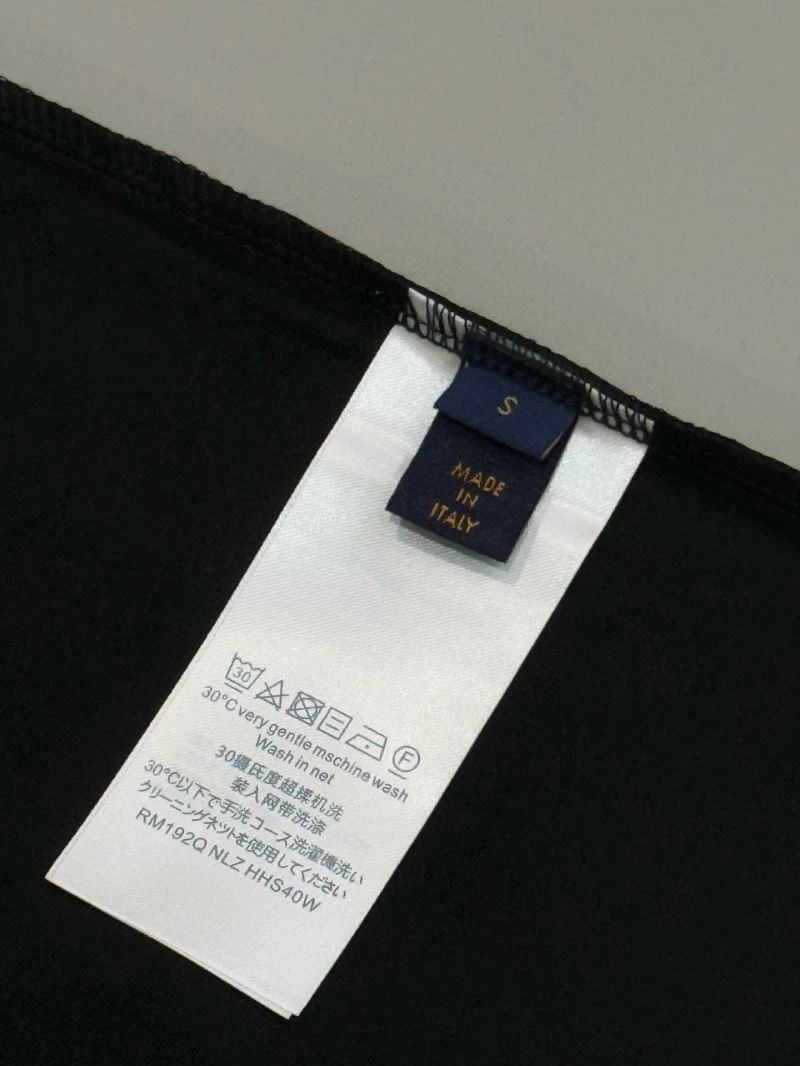 S
MADE
IN
ITALY
30
F
30°C very gentle mschine wash
Wash in net
30摄氏度超揉机洗
装入网带洗涤
30°C以下で手洗コース洗濯機洗い
クリーニングネットを使用してください
RM192Q NLZ HHS40W